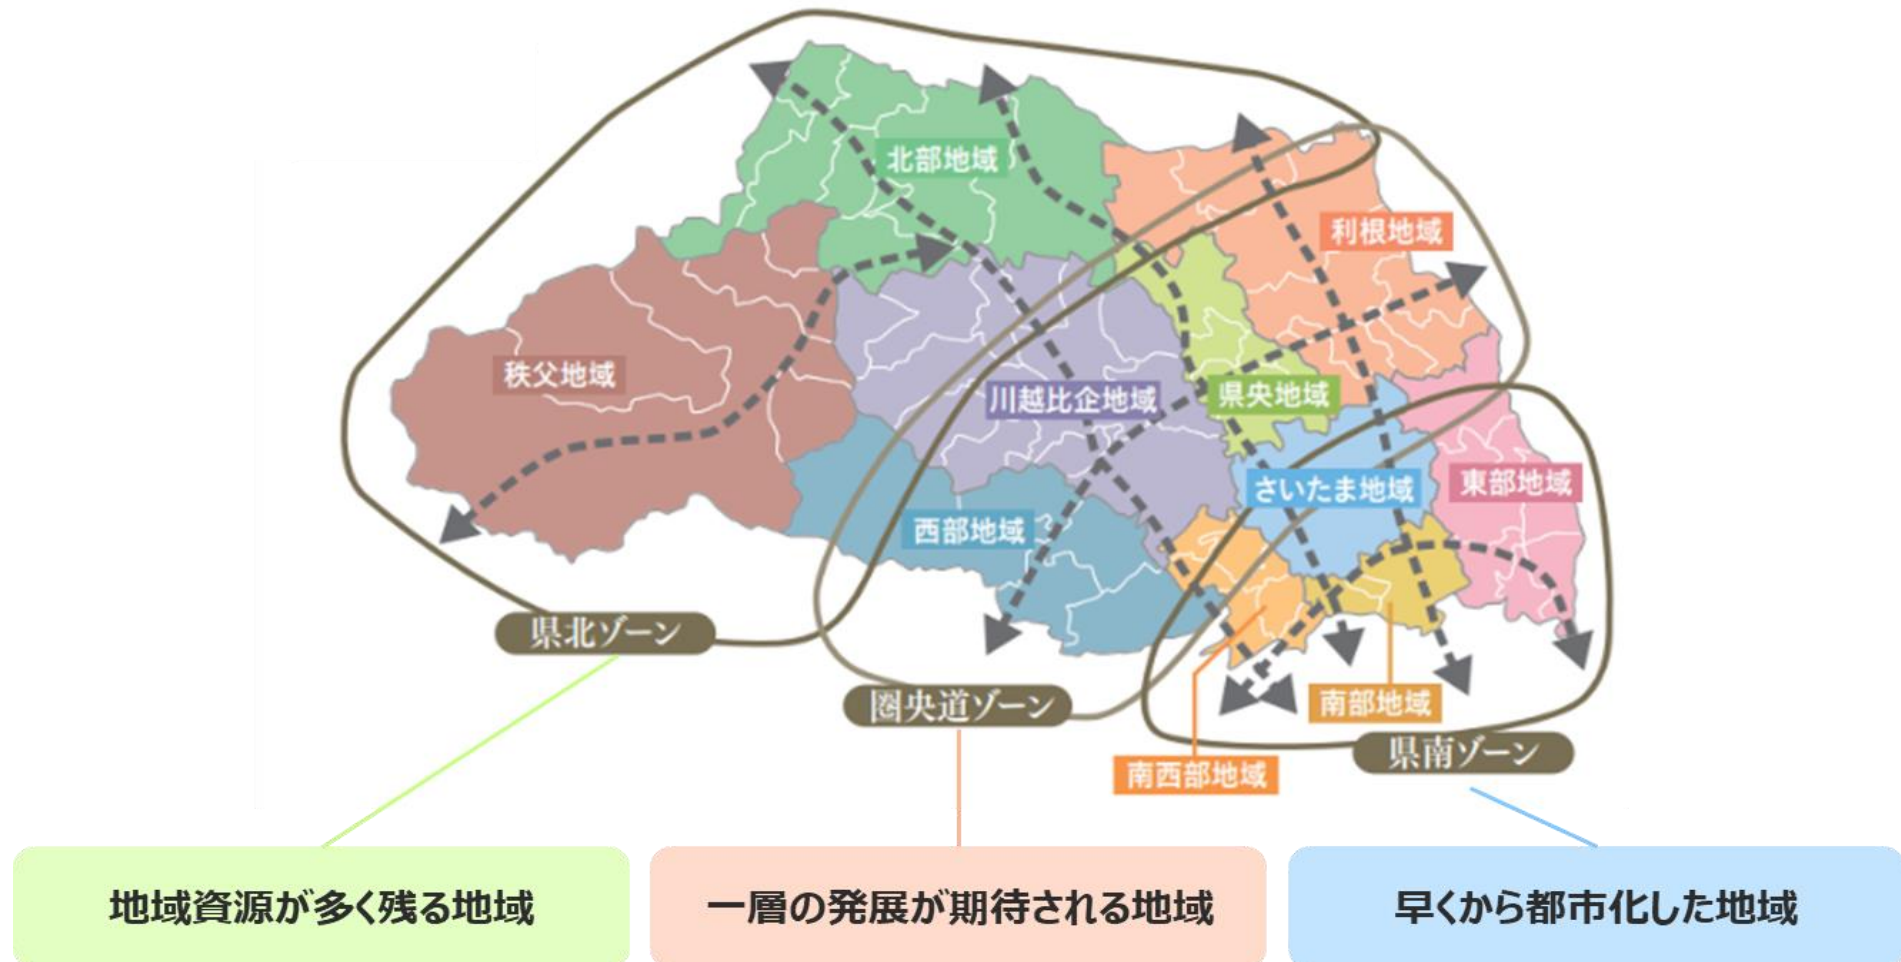 北部地域
利根地域
秩父地域
川越比企地域
県央地域
さいたま地域
東部地域
西部地域
県北ゾーン
圏央道ゾーン
南部地域
県南ゾーン
南西部地域
地域資源が多く残る地域
一層の発展が期待される地域
早くから都市化した地域